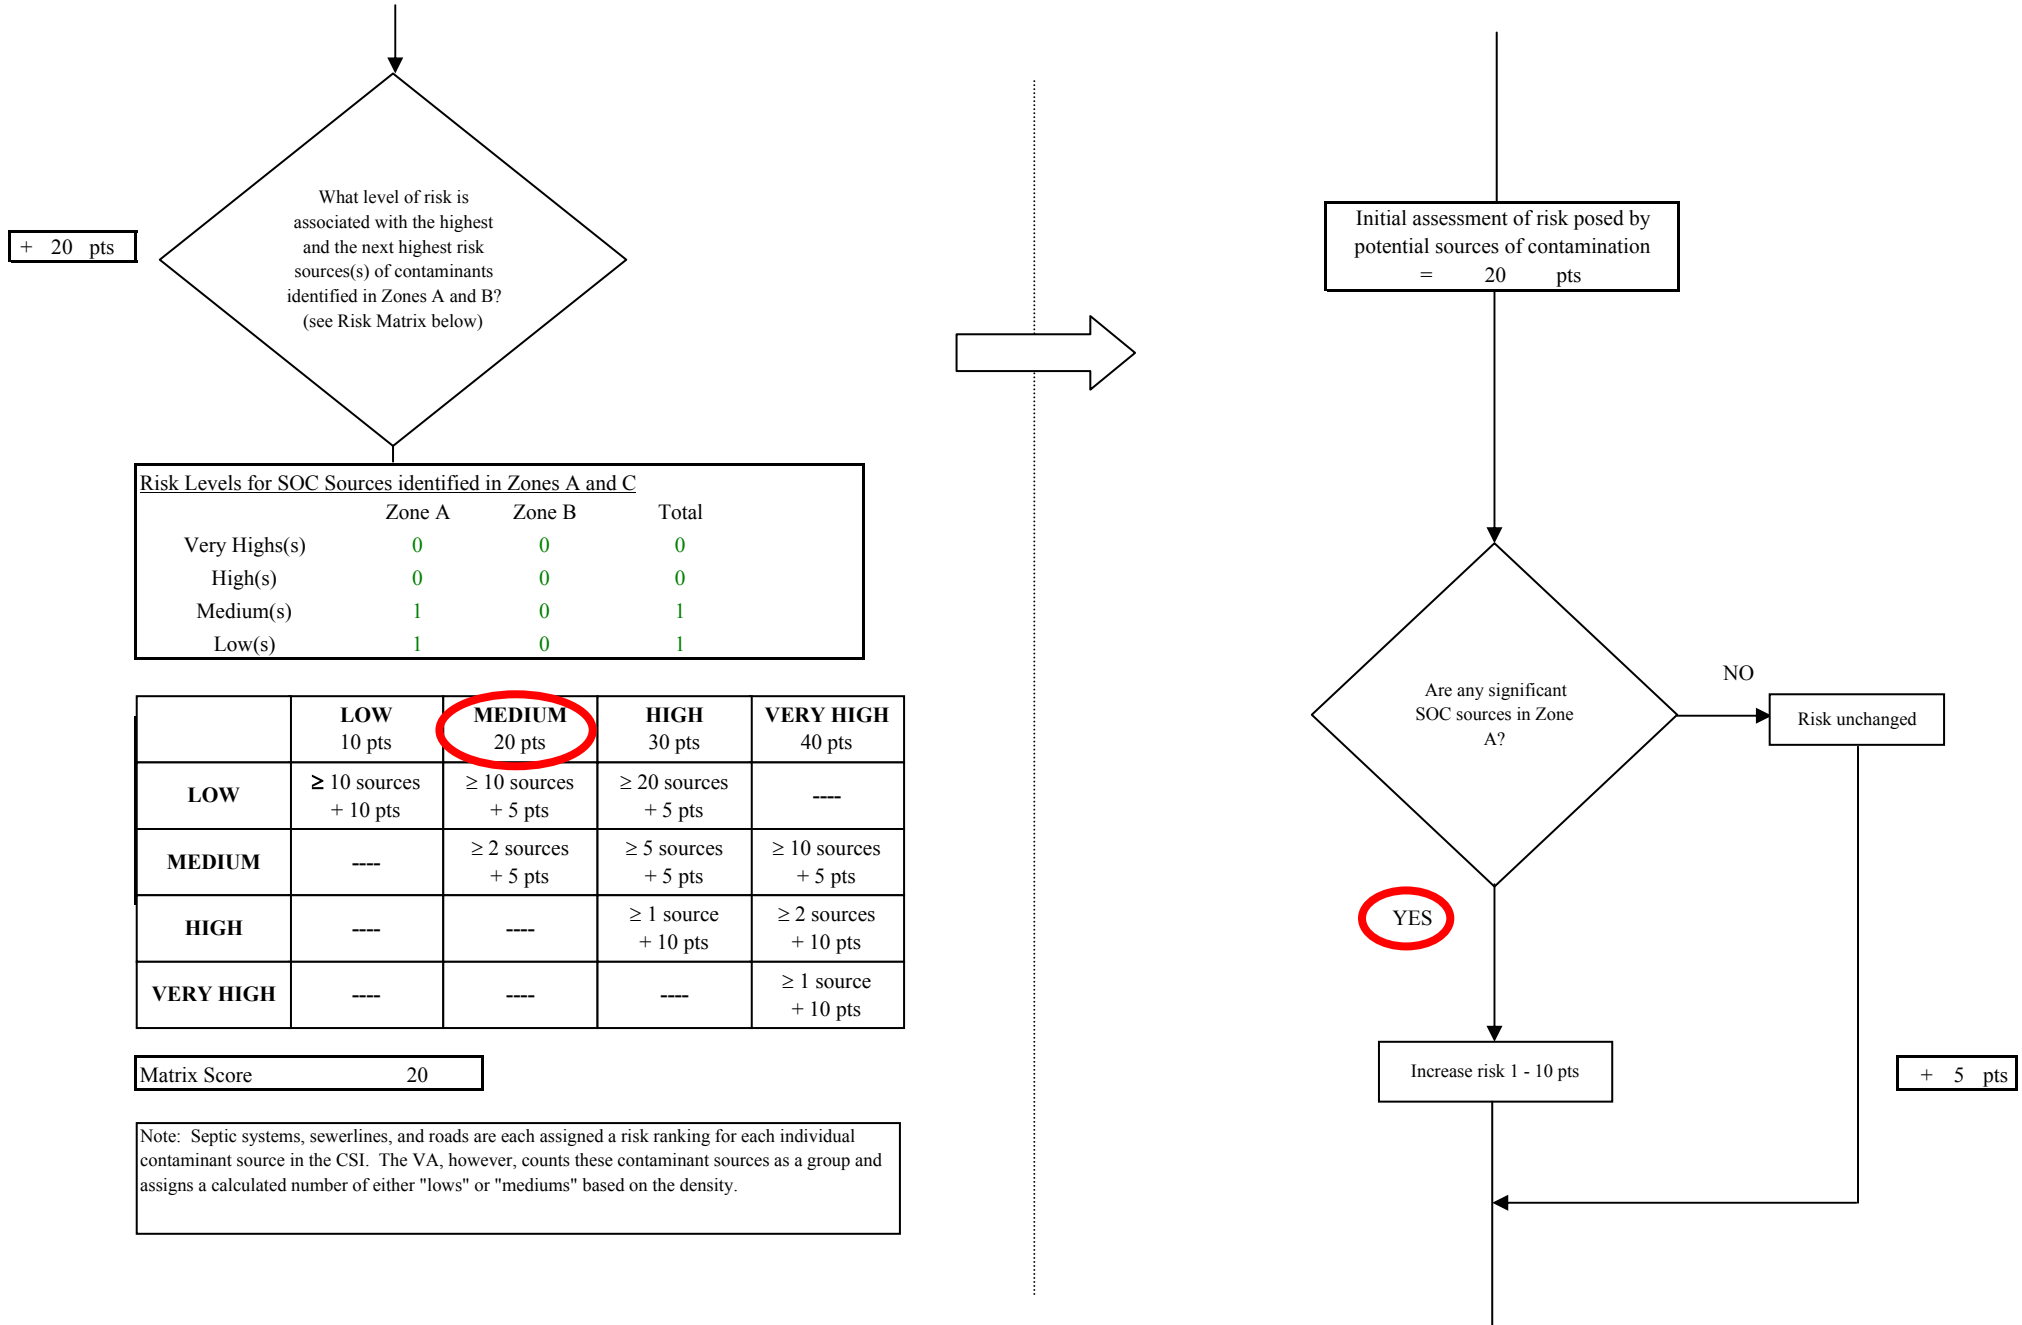 What level of risk is
associated with the highest
and the next highest risk
sources(s) of contaminants
identified in Zones A and B?
(see Risk Matrix below)
+ 20 pts
Risk Levels for SOC Sources identified in Zones A and C
Zone A Zone B Total
Very Highs(s) 0 0 0
High(s) 0 0 0
Medium(s) 1 0 1
Low(s) 1 0 1
LOW MEDIUM HIGH VERY HIGH
10 pts 20 pts 30 pts 40 pts
LOW ≥ 10 sources ≥ 10 sources ≥ 20 sources ----
+ 10 pts + 5 pts + 5 pts
MEDIUM ---- ≥ 2 sources ≥ 5 sources ≥ 10 sources
+ 5 pts + 5 pts + 5 pts
HIGH ---- ---- ≥ 1 source ≥ 2 sources
+ 10 pts + 10 pts
VERY HIGH ---- ---- ---- ≥ 1 source
+ 10 pts
Matrix Score 20
Note: Septic systems, sewerlines, and roads are each assigned a risk ranking for each individual
contaminant source in the CSI. The VA, however, counts these contaminant sources as a group and
assigns a calculated number of either "lows" or "mediums" based on the density.
Initial assessment of risk posed by
potential sources of contamination
= 20 pts
Are any significant
SOC sources in Zone
A?
NO
Risk unchanged
YES
Increase risk 1 - 10 pts
+ 5 pts